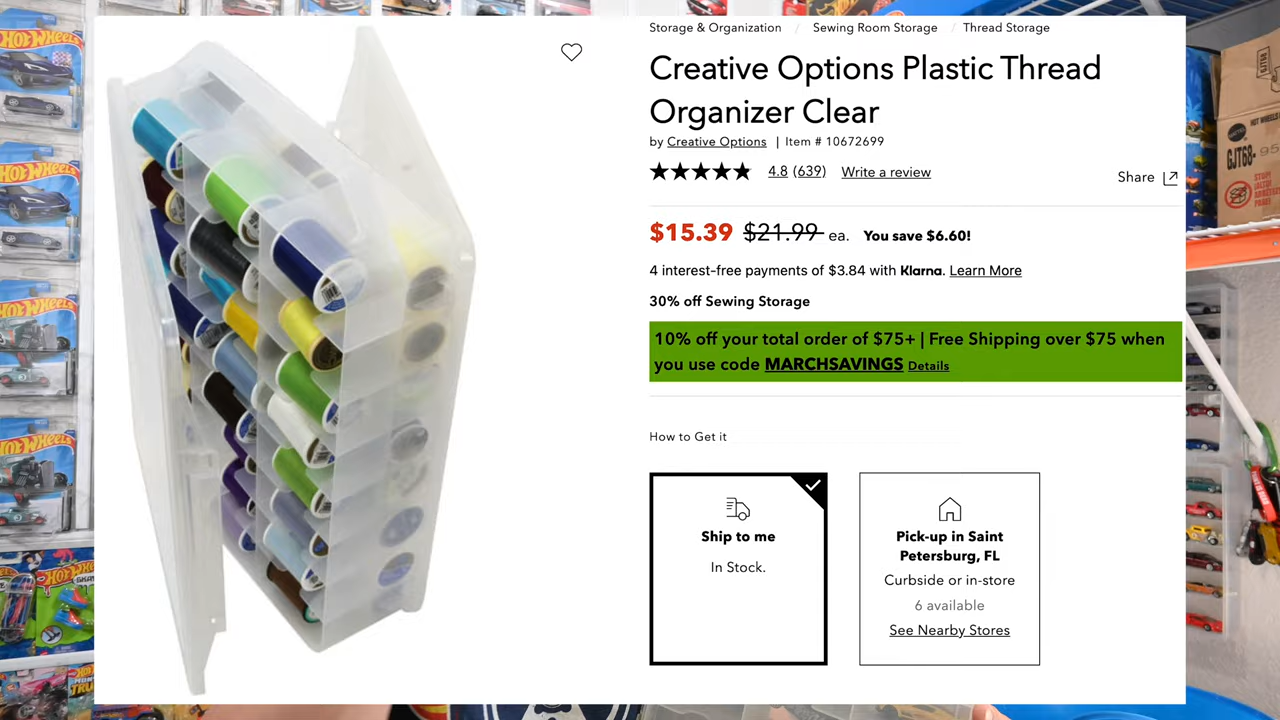 Storage & Organization / Sewing Room Storage / Thread Storage
Creative Options Plastic Thread
Organizer Clear
by Creative Options | Item # 10672699
4.8 (639) Write a review
Share
$15.39 $21.99 ea. You save $6.60!
4 interest-free payments of $3.84 with Klarna. Learn More
30% off Sewing Storage
10% off your total order of $75+ | Free Shipping over $75 when
you use code MARCHSAVINGS Details
How to Get it
Ship to me
In Stock.
Pick-up in Saint
Petersburg, FL
Curbside or in-store
6 available
See Nearby Stores
HOT WHEELS
HOT WHEELS
HOT WHEELS
HOT WHEELS
HOT WHEELS
HOT WHEELS
GJT68-